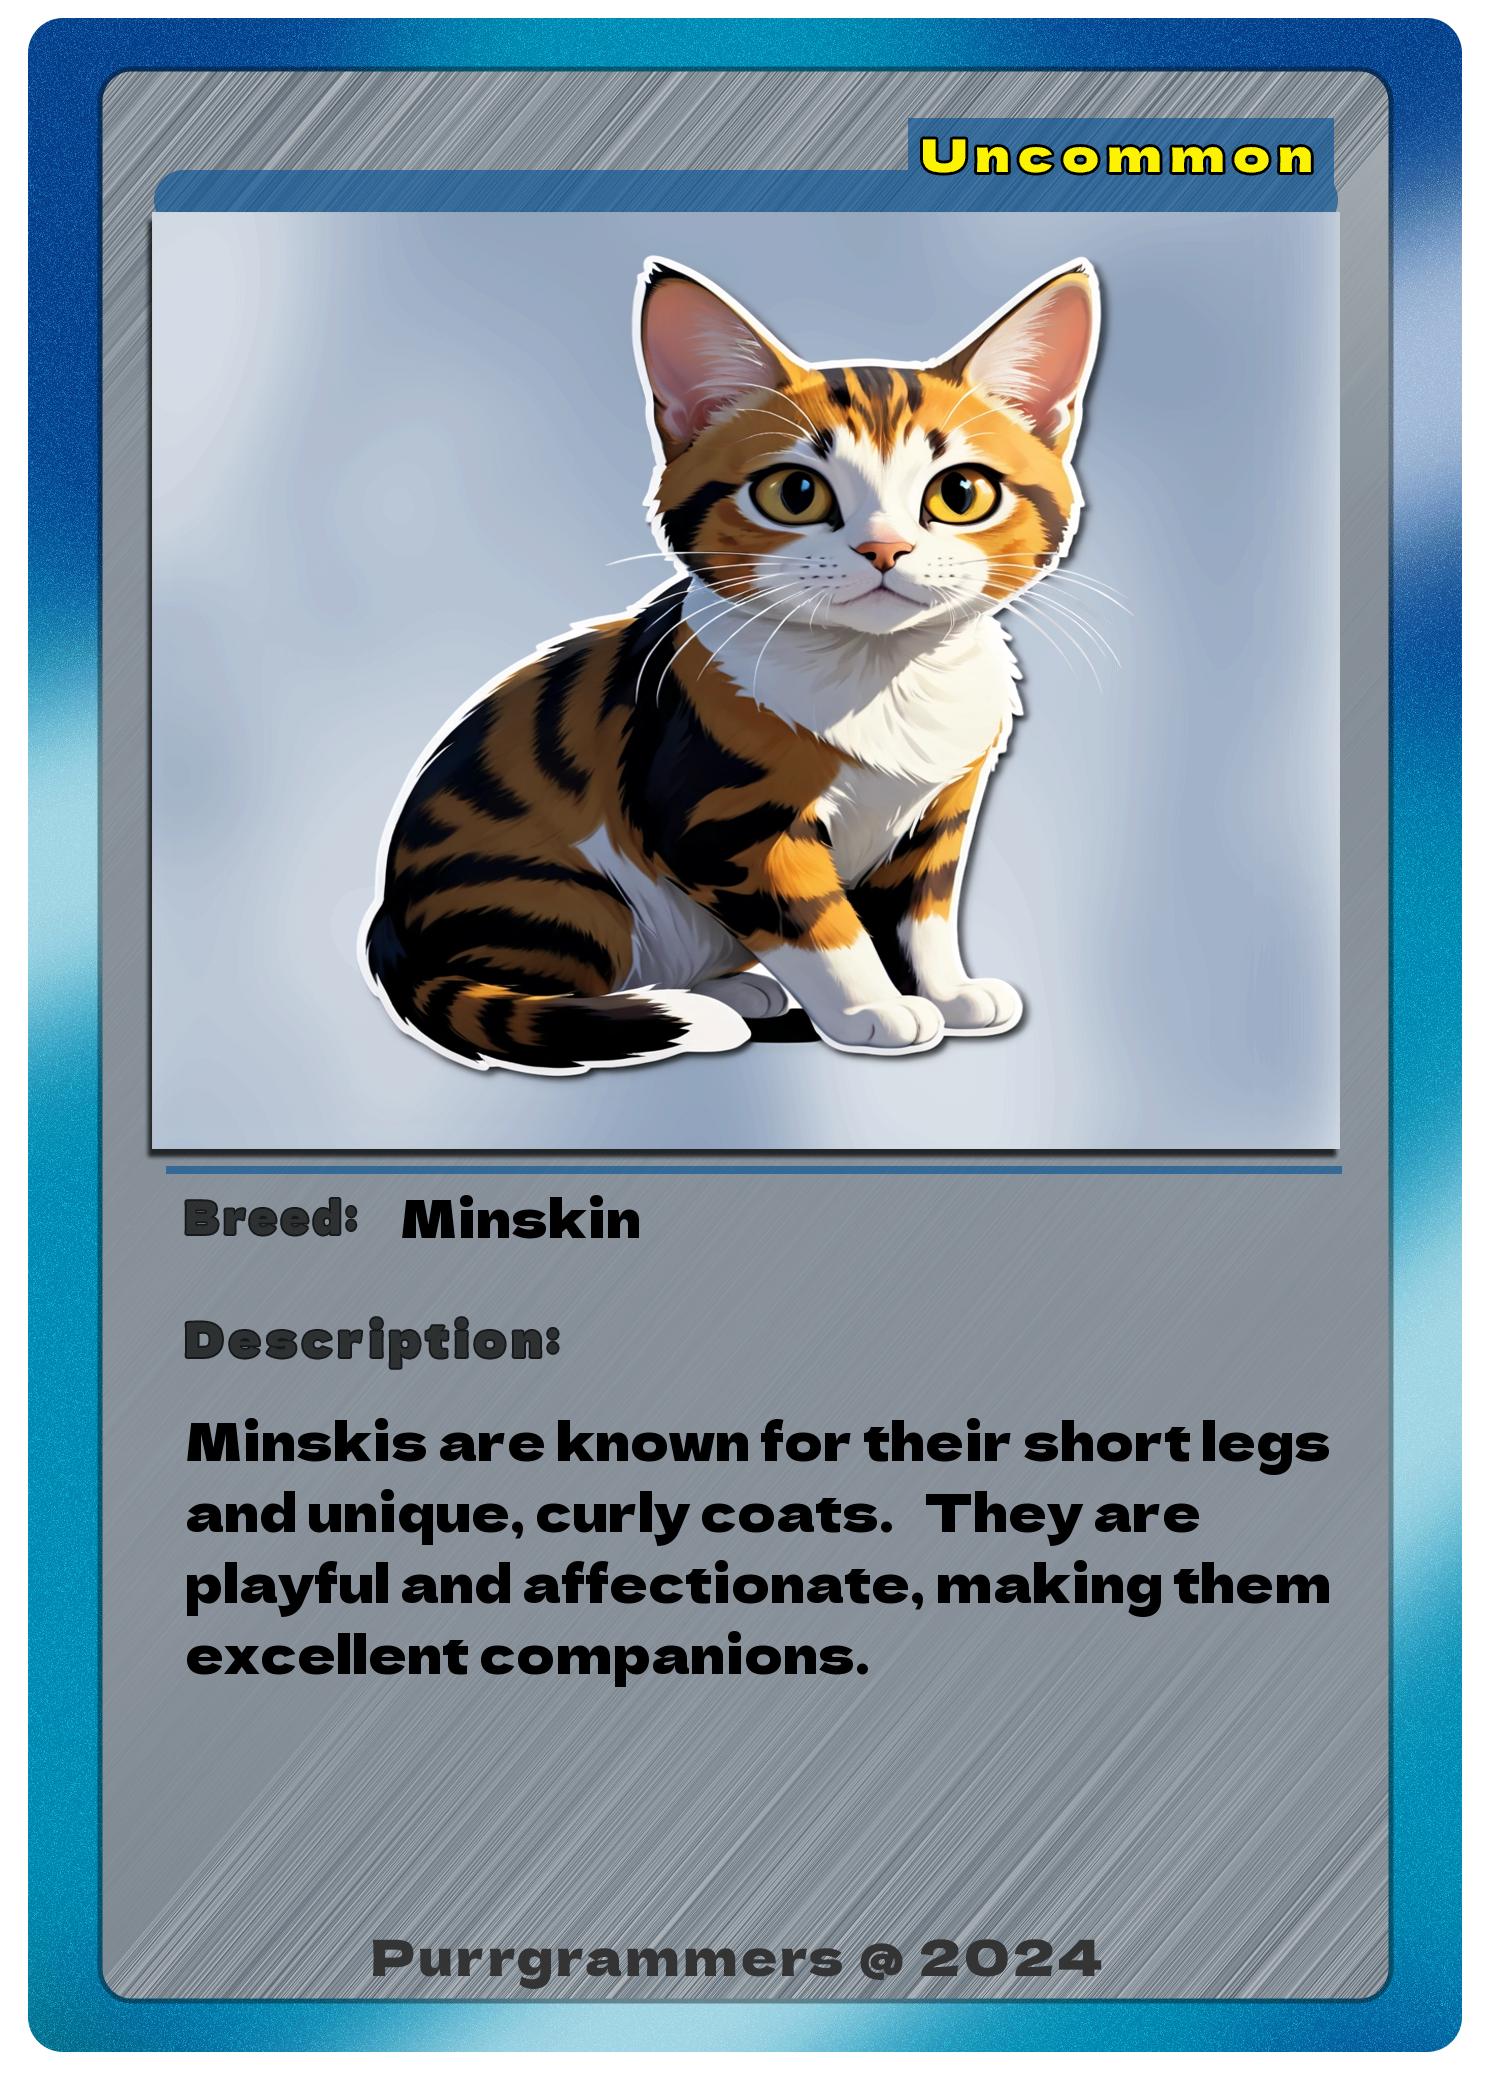 Uncommon
Breed: Minskin
Description:
Minskis are known for their short legs
and unique, curly coats. They are
playful and affectionate, making them
excellent companions.
Purrgrammers @ 2024